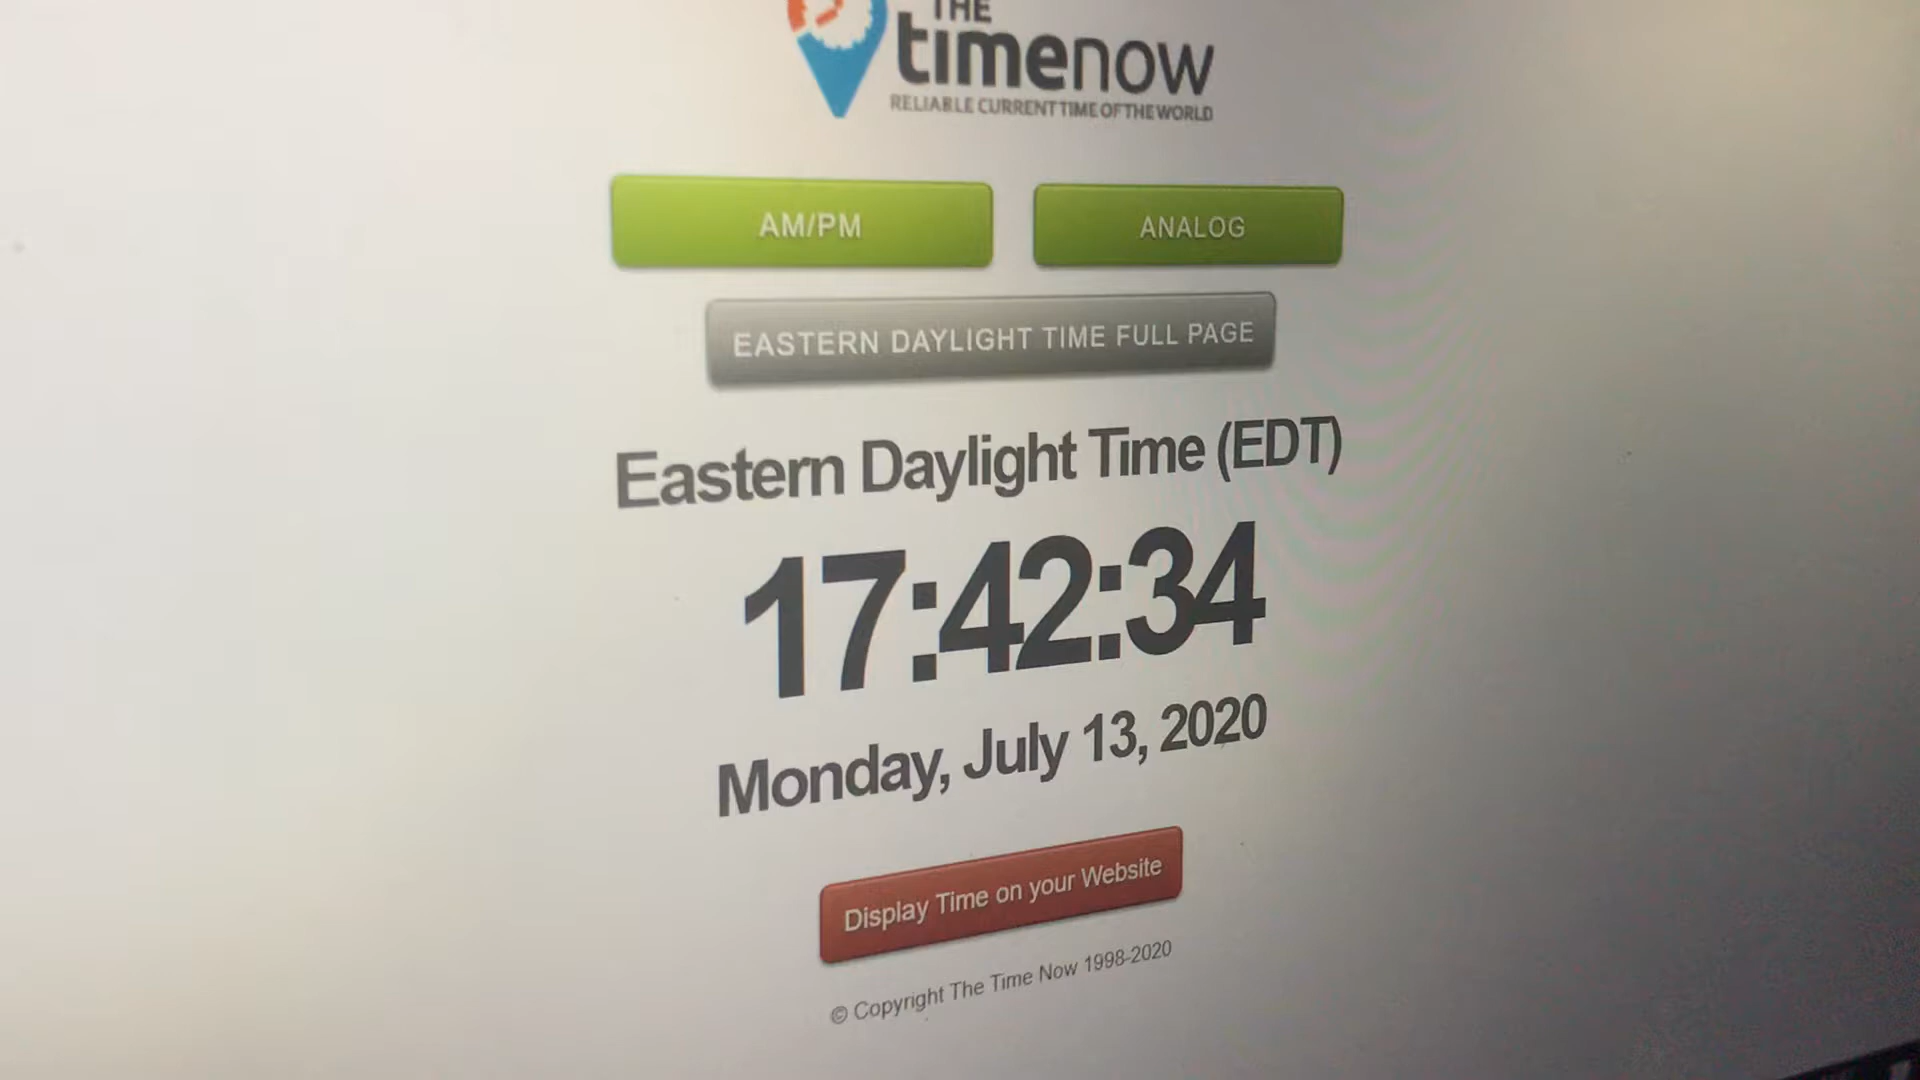 THE
timenow
RELIABLE CURRENT TIME OF THE WORLD
AM/PM
ANALOG
EASTERN DAYLIGHT TIME FULL PAGE
Eastern Daylight Time (EDT)
17:42:34
Monday, July 13, 2020
Display Time on your Website
© Copyright The Time Now 1998-2020